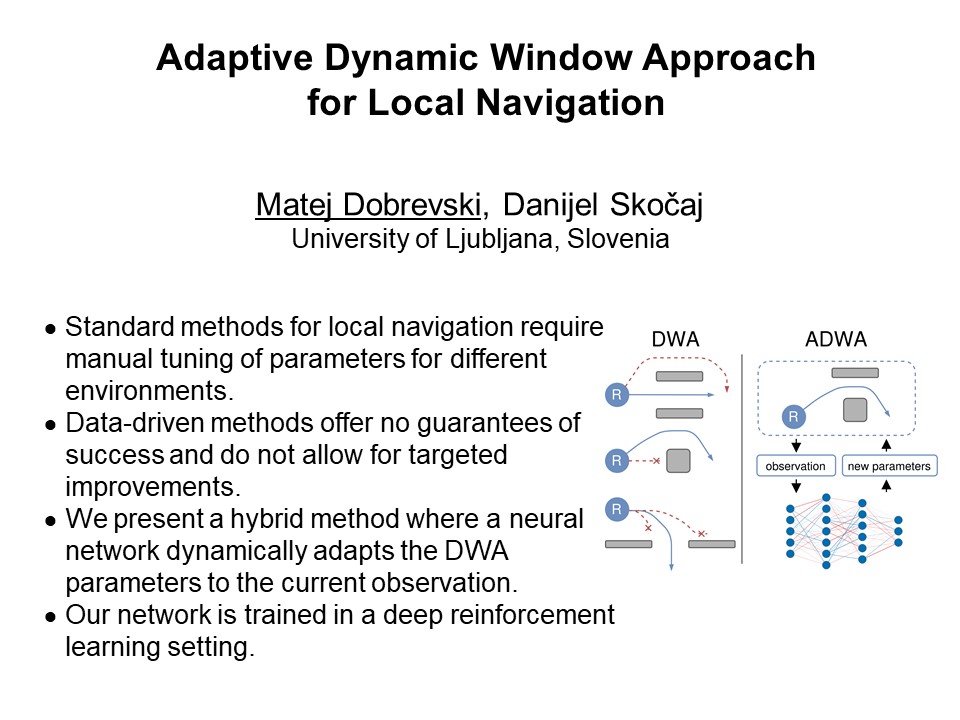 Adaptive Dynamic Window Approach
for Local Navigation
Matej Dobrevski, Danijel Skočaj
University of Ljubljana, Slovenia
● Standard methods for local navigation require
manual tuning of parameters for different
environments.
● Data-driven methods offer no guarantees of
success and do not allow for targeted
improvements.
● We present a hybrid method where a neural
network dynamically adapts the DWA
parameters to the current observation.
● Our network is trained in a deep reinforcement
learning setting.
DWA
R
R
R
ADWA
R
observation
new parameters